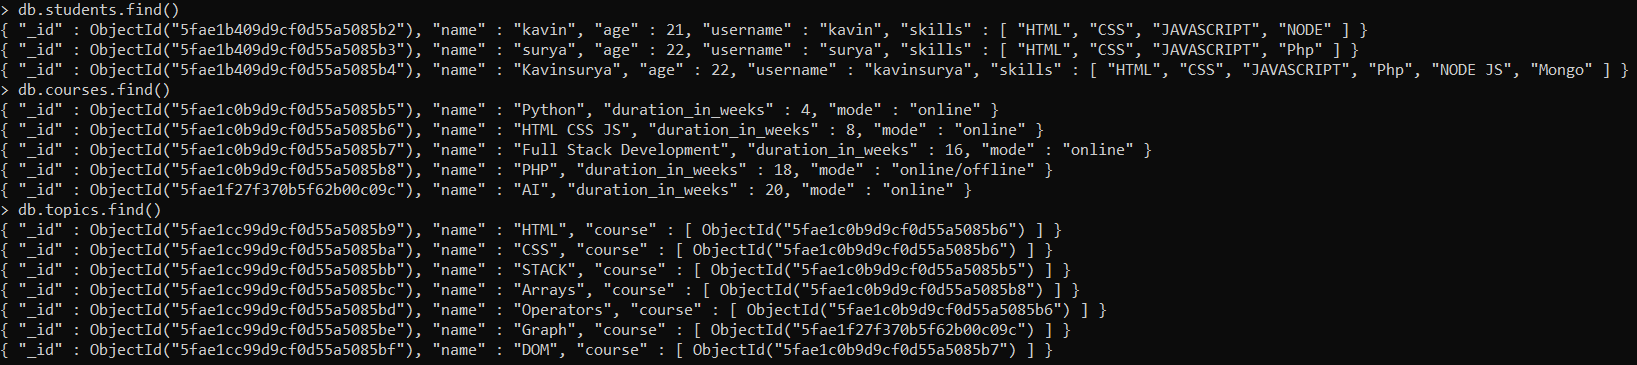 > db.students.find()
{ "_id" : ObjectId("5fae1b409d9cf0d55a5085b2"), "name" : "kavin", "age" : 21, "username" : "kavin", "skills" : [ "HTML", "CSS", "JAVASCRIPT", "NODE" ] }
{ "_id" : ObjectId("5fae1b409d9cf0d55a5085b3"), "name" : "surya", "age" : 22, "username" : "surya", "skills" : [ "HTML", "CSS", "JAVASCRIPT", "Php" ] }
{ "_id" : ObjectId("5fae1b409d9cf0d55a5085b4"), "name" : "Kavinsurya", "age" : 22, "username" : "kavinsurya", "skills" : [ "HTML", "CSS", "JAVASCRIPT", "Php", "NODE JS", "Mongo" ] }
> db.courses.find()
{ "_id" : ObjectId("5fae1c0b9d9cf0d55a5085b5"), "name" : "Python", "duration_in_weeks" : 4, "mode" : "online" }
{ "_id" : ObjectId("5fae1c0b9d9cf0d55a5085b6"), "name" : "HTML CSS JS", "duration_in_weeks" : 8, "mode" : "online" }
{ "_id" : ObjectId("5fae1c0b9d9cf0d55a5085b7"), "name" : "Full Stack Development", "duration_in_weeks" : 16, "mode" : "online" }
{ "_id" : ObjectId("5fae1c0b9d9cf0d55a5085b8"), "name" : "PHP", "duration_in_weeks" : 18, "mode" : "online/offline" }
{ "_id" : ObjectId("5fae1f27f370b5f62b00c09c"), "name" : "AI", "duration_in_weeks" : 20, "mode" : "online" }
> db.topics.find()
{ "_id" : ObjectId("5fae1cc99d9cf0d55a5085b9"), "name" : "HTML", "course" : [ ObjectId("5fae1c0b9d9cf0d55a5085b6") ] }
{ "_id" : ObjectId("5fae1cc99d9cf0d55a5085ba"), "name" : "CSS", "course" : [ ObjectId("5fae1c0b9d9cf0d55a5085b6") ] }
{ "_id" : ObjectId("5fae1cc99d9cf0d55a5085bb"), "name" : "STACK", "course" : [ ObjectId("5fae1c0b9d9cf0d55a5085b5") ] }
{ "_id" : ObjectId("5fae1cc99d9cf0d55a5085bc"), "name" : "Arrays", "course" : [ ObjectId("5fae1c0b9d9cf0d55a5085b8") ] }
{ "_id" : ObjectId("5fae1cc99d9cf0d55a5085bd"), "name" : "Operators", "course" : [ ObjectId("5fae1c0b9d9cf0d55a5085b6") ] }
{ "_id" : ObjectId("5fae1cc99d9cf0d55a5085be"), "name" : "Graph", "course" : [ ObjectId("5fae1f27f370b5f62b00c09c") ] }
{ "_id" : ObjectId("5fae1cc99d9cf0d55a5085bf"), "name" : "DOM", "course" : [ ObjectId("5fae1c0b9d9cf0d55a5085b7") ] }